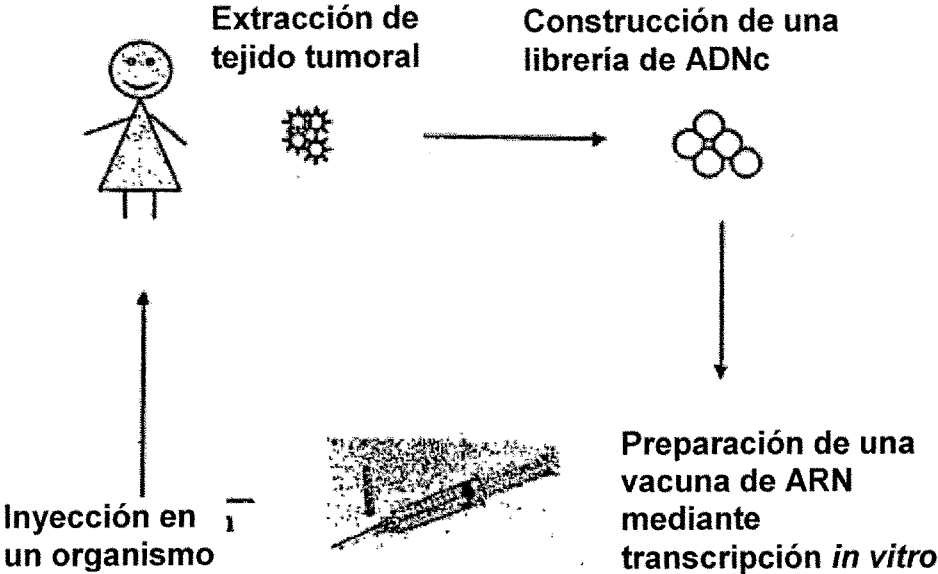 Extracción de
tejido tumoral
Construcción de una
librería de ADNc
Preparación de una
vacuna de ARN
mediante
transcripción in vitro
Inyección en
un organismo